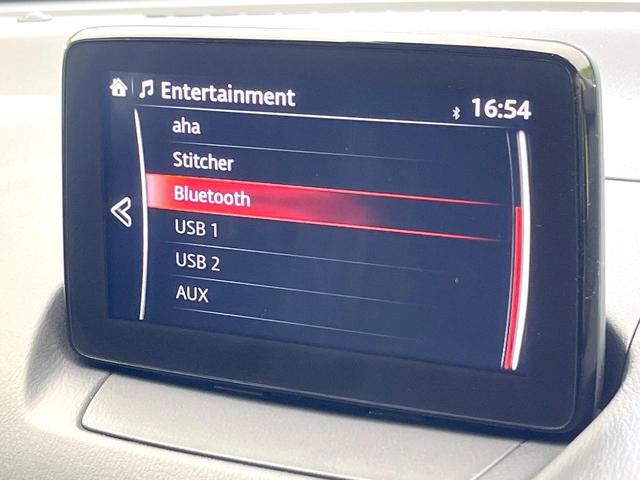 Entertainment
16:54
aha
Stitcher
Bluetooth
USB 1
USB 2
AUX